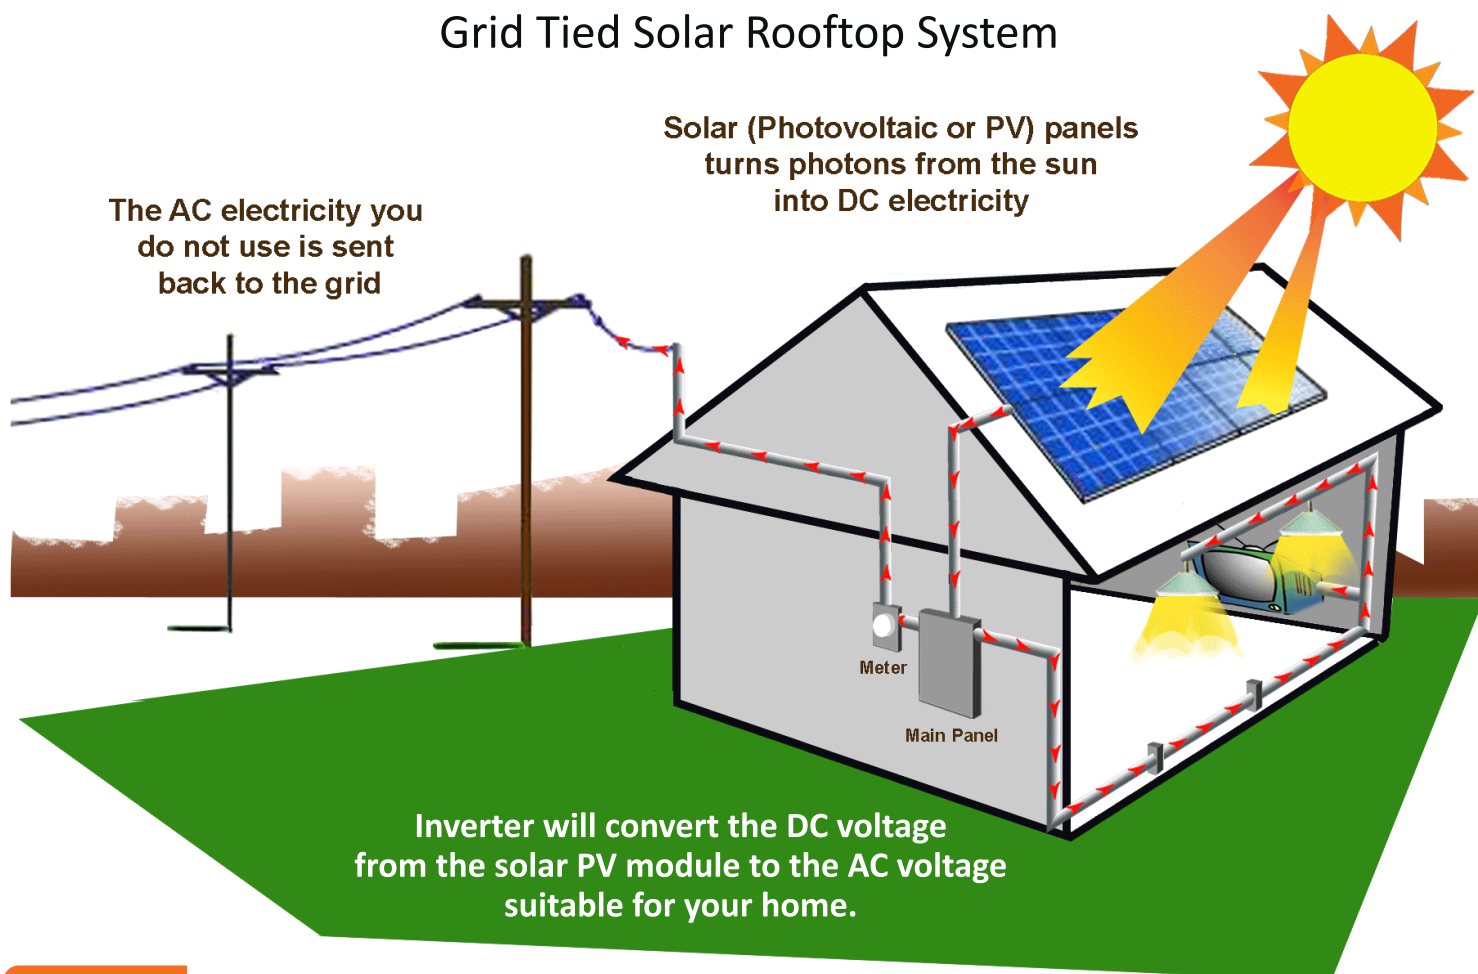 Grid Tied Solar Rooftop System
Solar (Photovoltaic or PV) panels
turns photons from the sun
into DC electricity
The AC electricity you
do not use is sent
back to the grid
Meter
Main Panel
Inverter will convert the DC voltage
from the solar PV module to the AC voltage
suitable for your home.